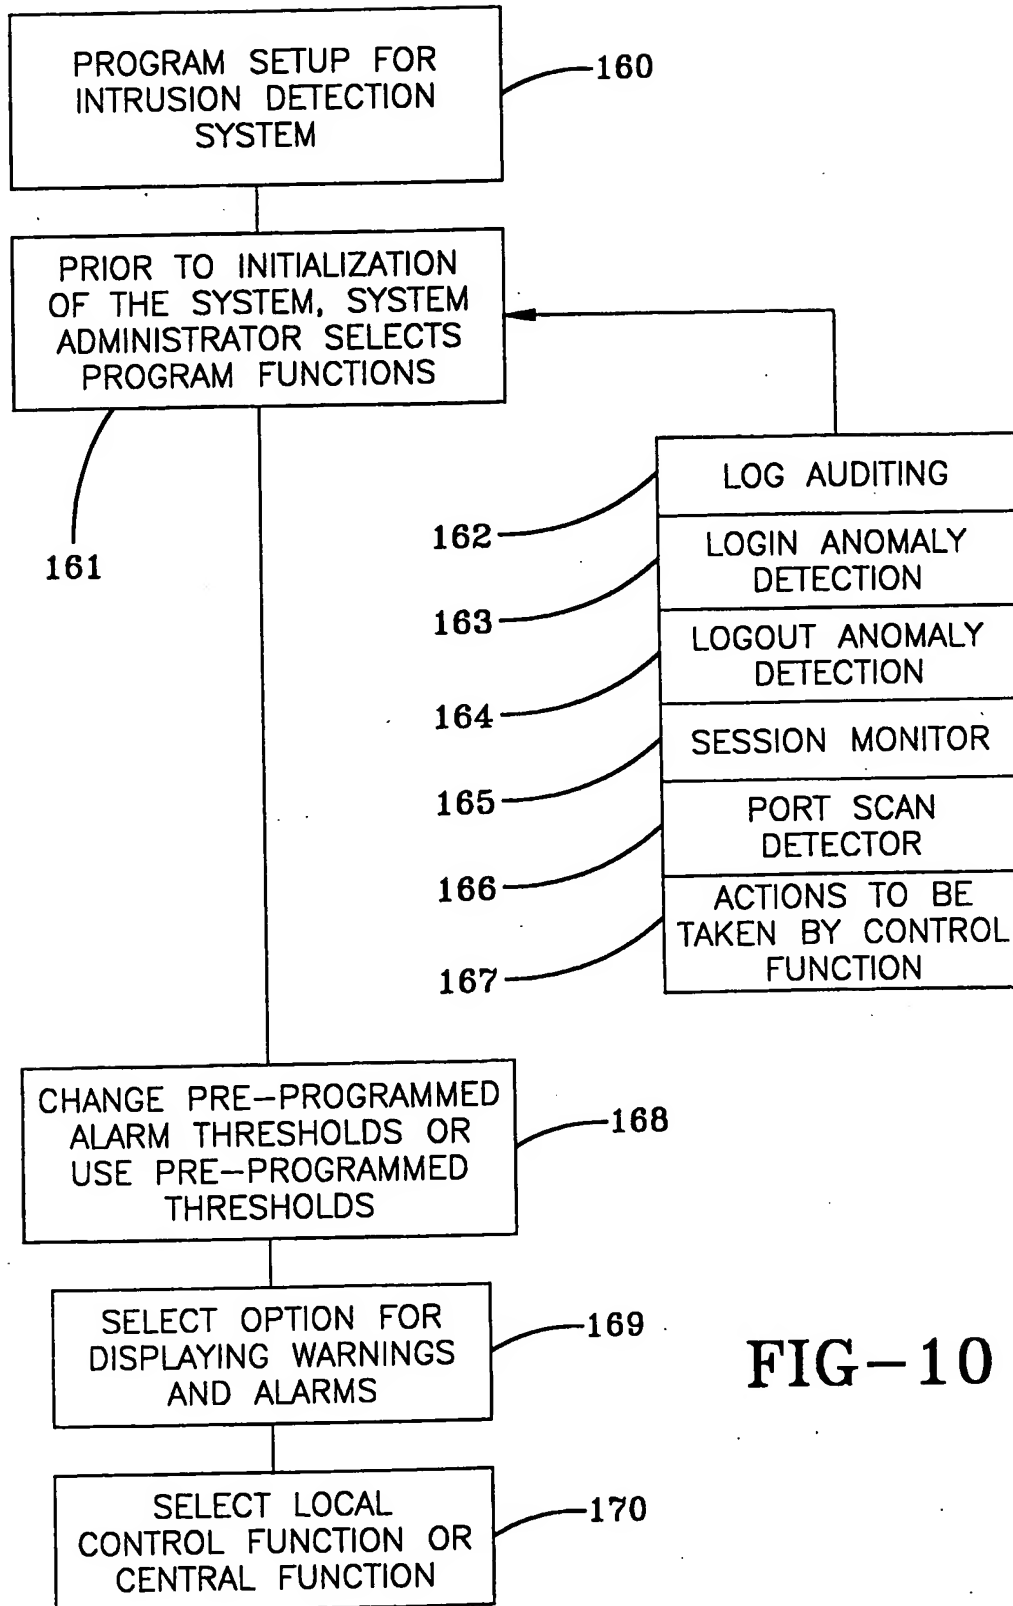 PROGRAM SETUP FOR
INTRUSION DETECTION
SYSTEM
160
PRIOR TO INITIALIZATION
OF THE SYSTEM, SYSTEM
ADMINISTRATOR SELECTS
PROGRAM FUNCTIONS
161
LOG AUDITING
162
LOGIN ANOMALY
DETECTION
163
LOGOUT ANOMALY
DETECTION
164
SESSION MONITOR
165
PORT SCAN
DETECTOR
166
ACTIONS TO BE
TAKEN BY CONTROL
FUNCTION
167
CHANGE PRE-PROGRAMMED
ALARM THRESHOLDS OR
USE PRE-PROGRAMMED
THRESHOLDS
168
SELECT OPTION FOR
DISPLAYING WARNINGS
AND ALARMS
169
FIG-10
SELECT LOCAL
CONTROL FUNCTION OR
CENTRAL FUNCTION
170